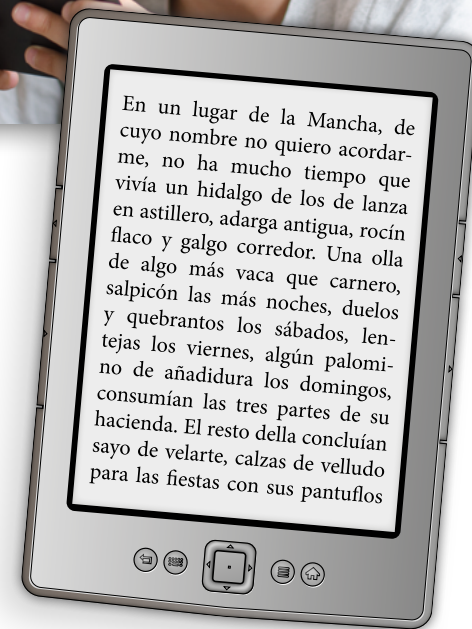 En un lugar de la Mancha, de
cuyo nombre no quiero acordar-
me, no ha mucho tiempo que
vivía un hidalgo de los de lanza
en astillero, adarga antigua, rocín
flaco y galgo corredor. Una olla
de algo más vaca que carnero,
salpicón las más noches, duelos
y quebrantos los sábados, len-
tejas los viernes, algún palomi-
no de añadidura los domingos,
consumían las tres partes de su
hacienda. El resto della concluían
sayo de velarte, calzas de velludo
para las fiestas con sus pantuflos